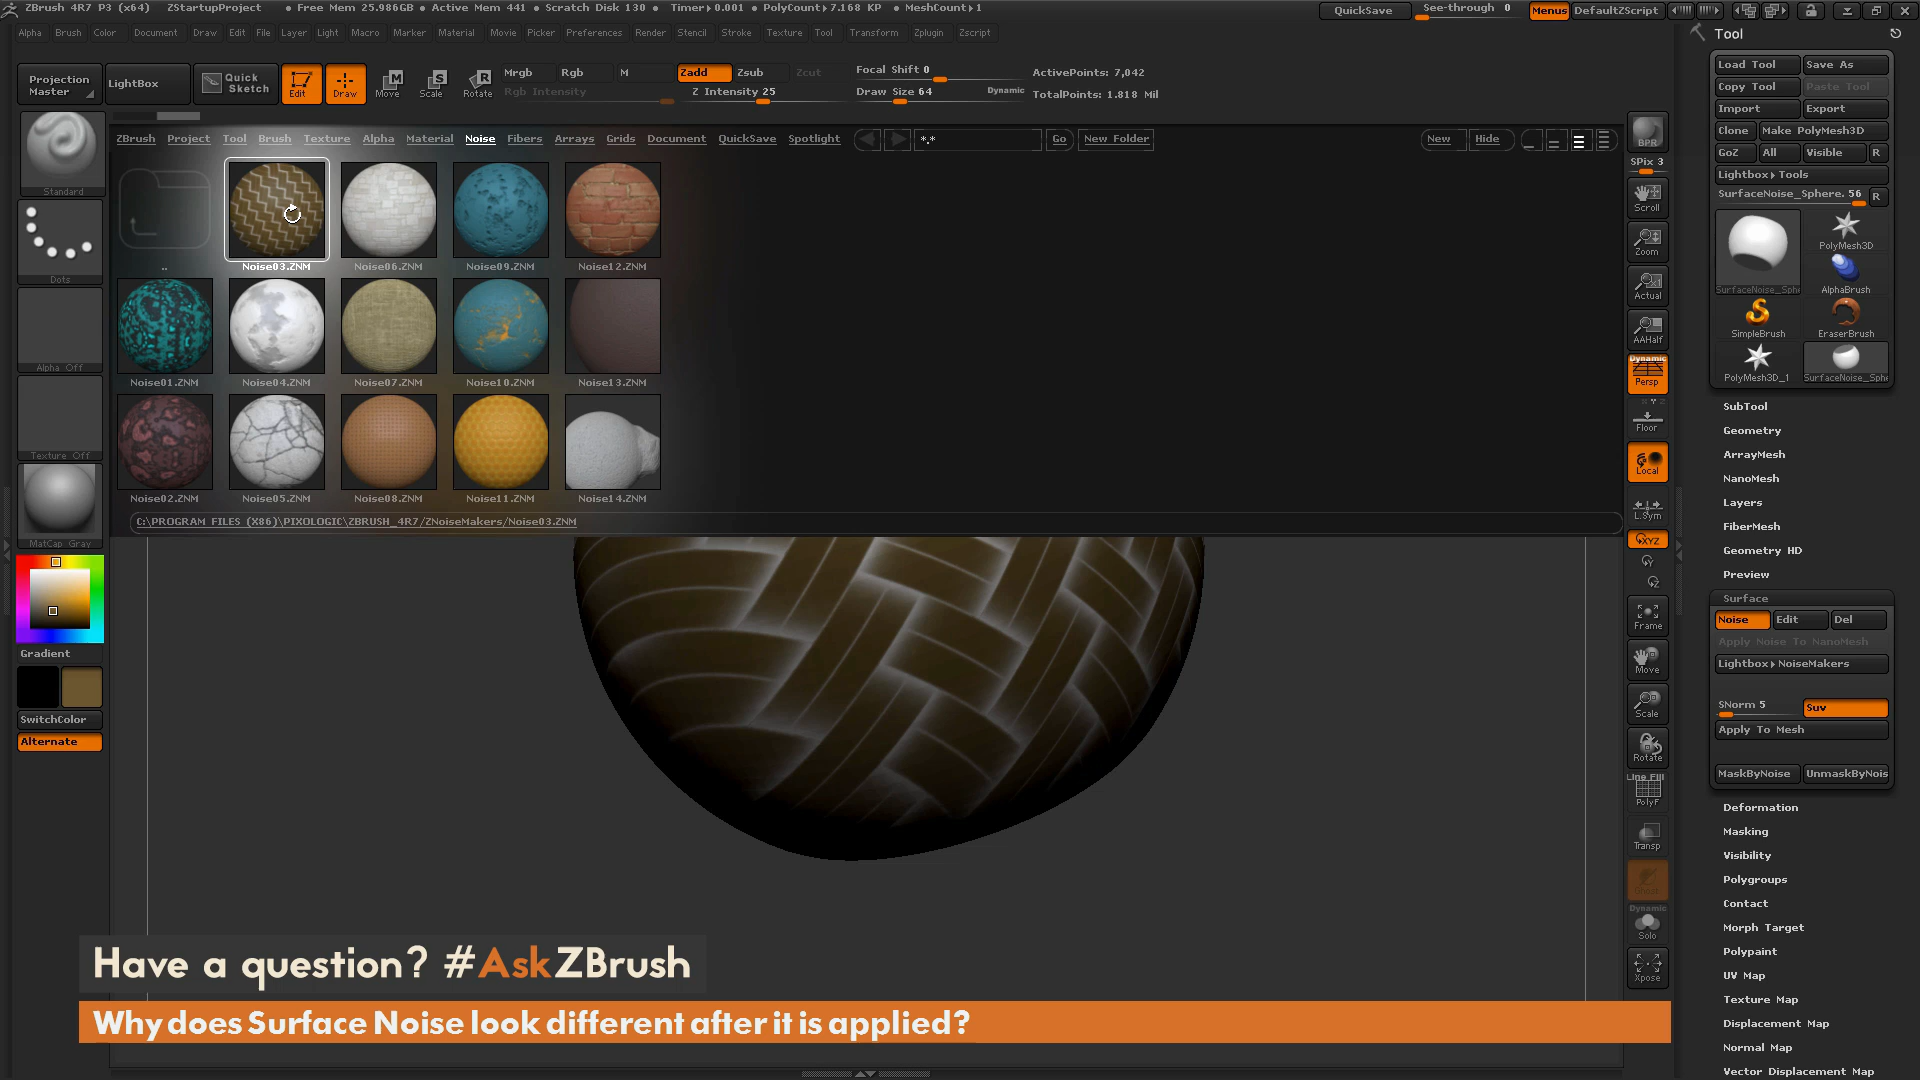 ZBrush 4R7 P3 (x64) ZStartupProject • Free Mem 25.986GB • Active Mem 441 • Scratch Disk 130 • Timer▸0.001 • PolyCount▸7.168 KP • MeshCount▸1 QuickSave See-through 0 Menus DefaultZScript
Alpha Brush Color Document Draw Edit File Layer Light Macro Marker Material Movie Picker Preferences Render Stencil Stroke Texture Tool Transform Zplugin Zscript
Projection Master
LightBox
Quick Sketch
Edit
Draw
Move
Scale
Rotate
Mrgb Rgb M
Rgb Intensity
Zadd Zsub Zcut
Z Intensity 25
Focal Shift 0
Draw Size 64 Dynamic
ActivePoints: 7,042
TotalPoints: 1.818 Mil
ZBrush Project Tool Brush Texture Alpha Material Noise Fibers Arrays Grids Document QuickSave Spotlight *.* Go New Folder New Hide
Standard
Dots
Alpha Off
Texture Off
MatCap Gray
Gradient
SwitchColor
Alternate
.. Noise03.ZNM Noise06.ZNM Noise09.ZNM Noise12.ZNM
Noise01.ZNM Noise04.ZNM Noise07.ZNM Noise10.ZNM Noise13.ZNM
Noise02.ZNM Noise05.ZNM Noise08.ZNM Noise11.ZNM Noise14.ZNM
C:\PROGRAM FILES (X86)\PIXOLOGIC\ZBRUSH_4R7/ZNoiseMakers/Noise03.ZNM
BPR
SPix 3
Scroll
Zoom
Actual
AAHalf
Dynamic
Persp
Floor
Local
L.Sym
XYZ
Y
Z
Frame
Move
Scale
Rotate
Line Fill
PolyF
Transp
Ghost
Dynamic
Solo
Xpose
Tool
Load Tool Save As
Copy Tool Paste Tool
Import Export
Clone Make PolyMesh3D
GoZ All Visible R
Lightbox▸Tools
SurfaceNoise_Sphere. 56 R
SurfaceNoise_Sphe
PolyMesh3D
AlphaBrush
SimpleBrush EraserBrush
PolyMesh3D_1 SurfaceNoise_Sphe
SubTool
Geometry
ArrayMesh
NanoMesh
Layers
FiberMesh
Geometry HD
Preview
Surface
Noise Edit Del
Apply Noise To NanoMesh
Lightbox▸NoiseMakers
SNorm 5 Suv
Apply To Mesh
MaskByNoise UnmaskByNois
Deformation
Masking
Visibility
Polygroups
Contact
Morph Target
Polypaint
UV Map
Texture Map
Displacement Map
Normal Map
Vector Displacement Map
Have a question? #AskZBrush
Why does Surface Noise look different after it is applied?